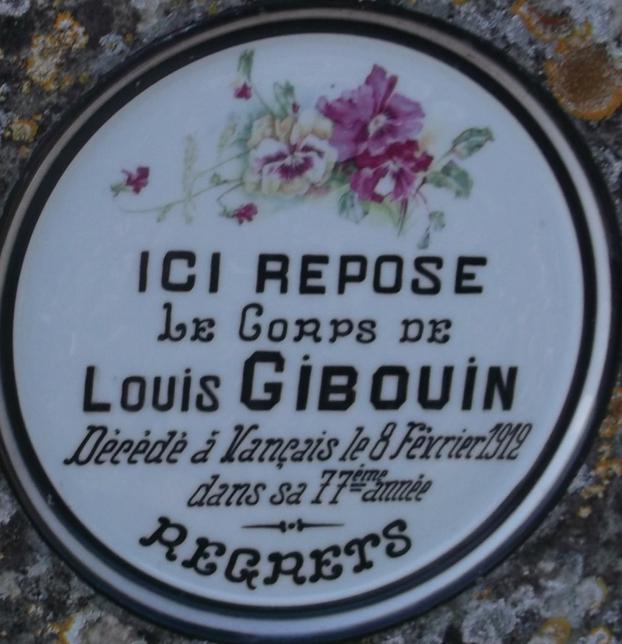 ICI REPOSE
Le Corps de
Louis GIBOUIN
Décédé à Vançais le 8 Février 1912
dans sa 77ème année
REGRETS